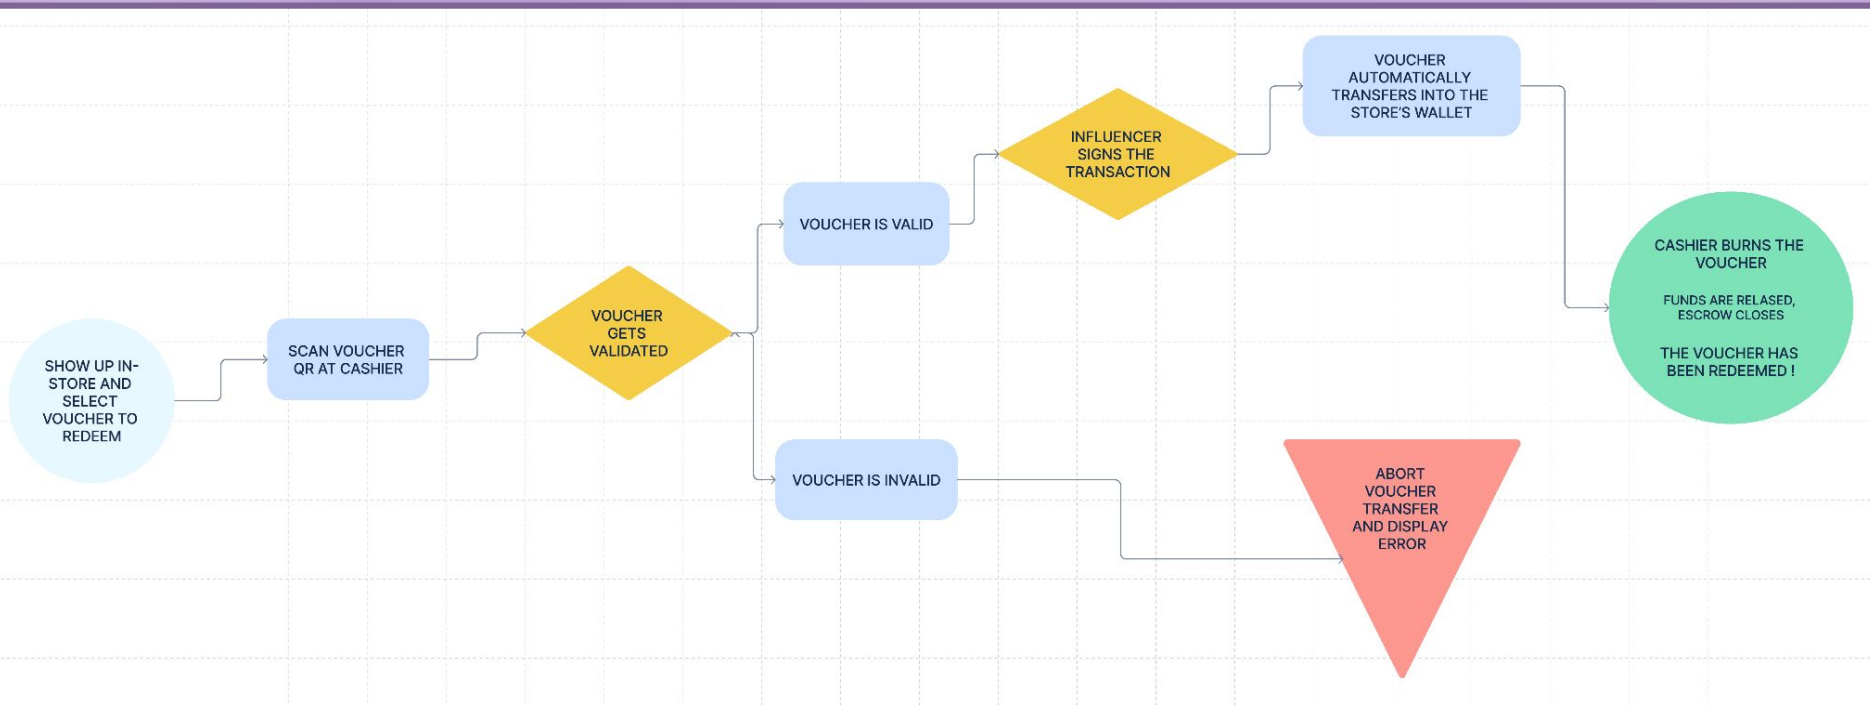 SHOW UP IN-
STORE AND
SELECT
VOUCHER TO
REDEEM
SCAN VOUCHER
QR AT CASHIER
VOUCHER
GETS
VALIDATED
VOUCHER IS VALID
INFLUENCER
SIGNS THE
TRANSACTION
VOUCHER
AUTOMATICALLY
TRANSFERS INTO THE
STORE'S WALLET
CASHIER BURNS THE
VOUCHER
FUNDS ARE RELASED,
ESCROW CLOSES
THE VOUCHER HAS
BEEN REDEEMED !
VOUCHER IS INVALID
ABORT
VOUCHER
TRANSFER
AND DISPLAY
ERROR